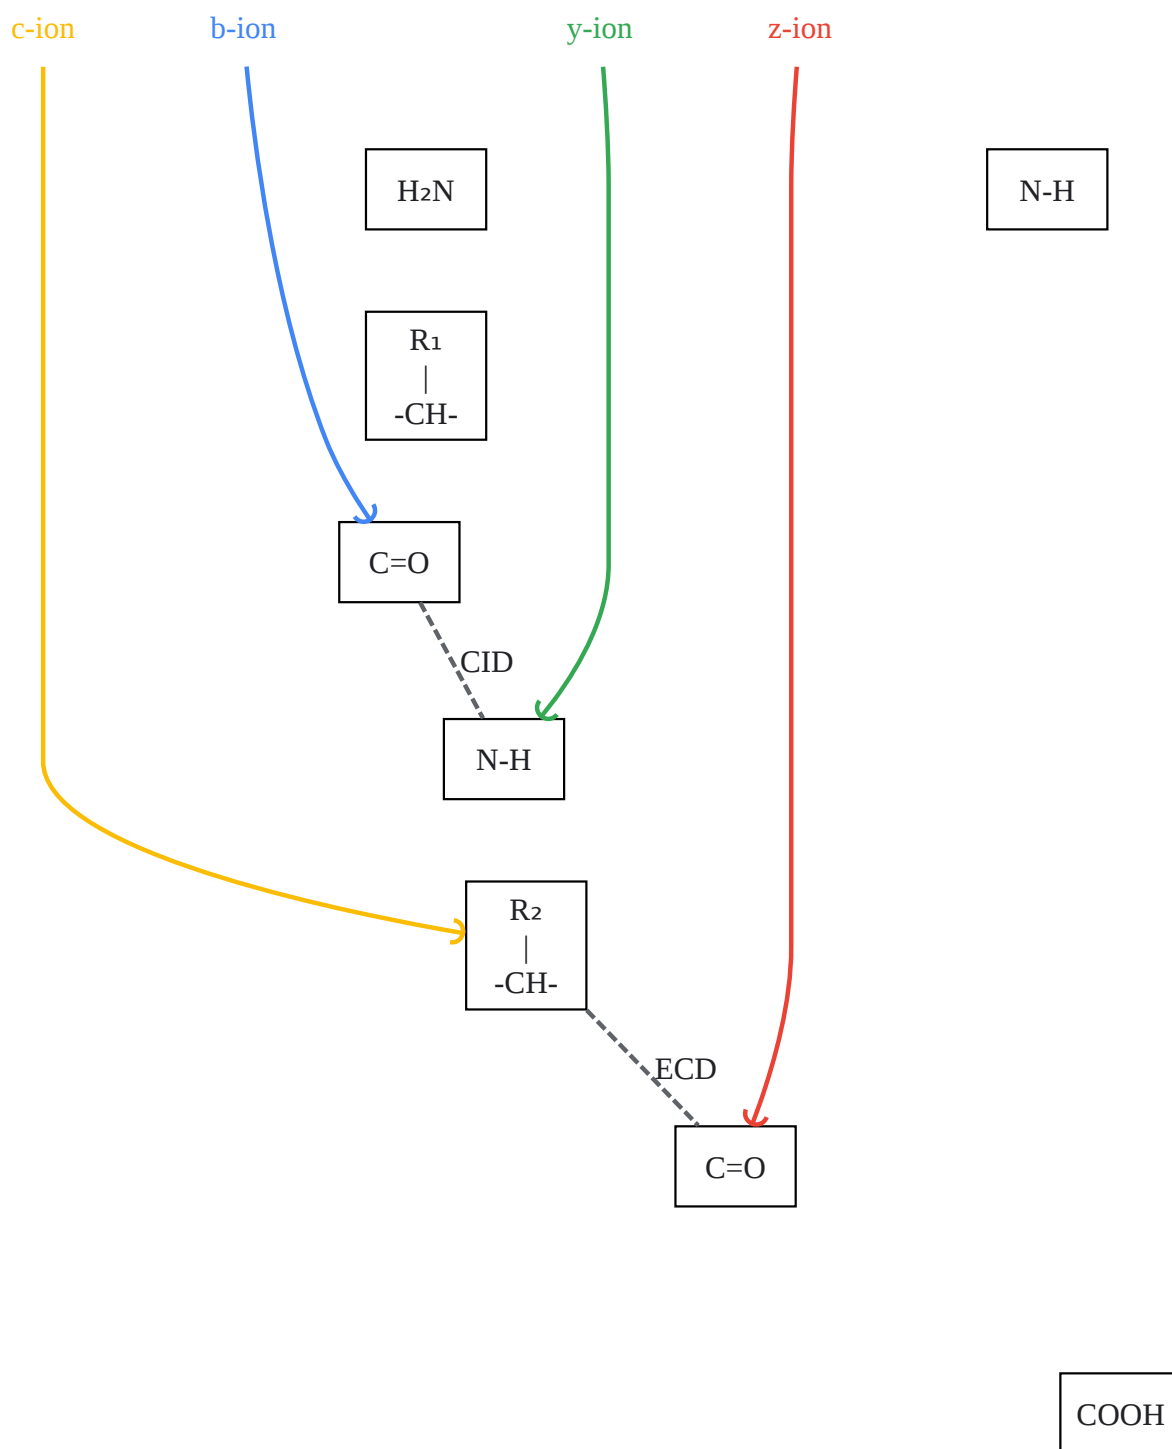 c-ion b-ion y-ion z-ion
H₂N N-H
R₁
|
-CH-
C=O
CID
N-H
R₂
|
-CH-
ECD
C=O
COOH